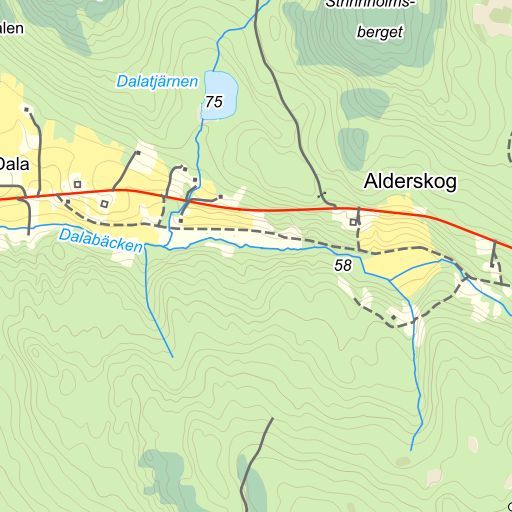 Strinnholms-
berget
alen
Dalatjärnen
75
Dala
Alderskog
Dalabäcken
58